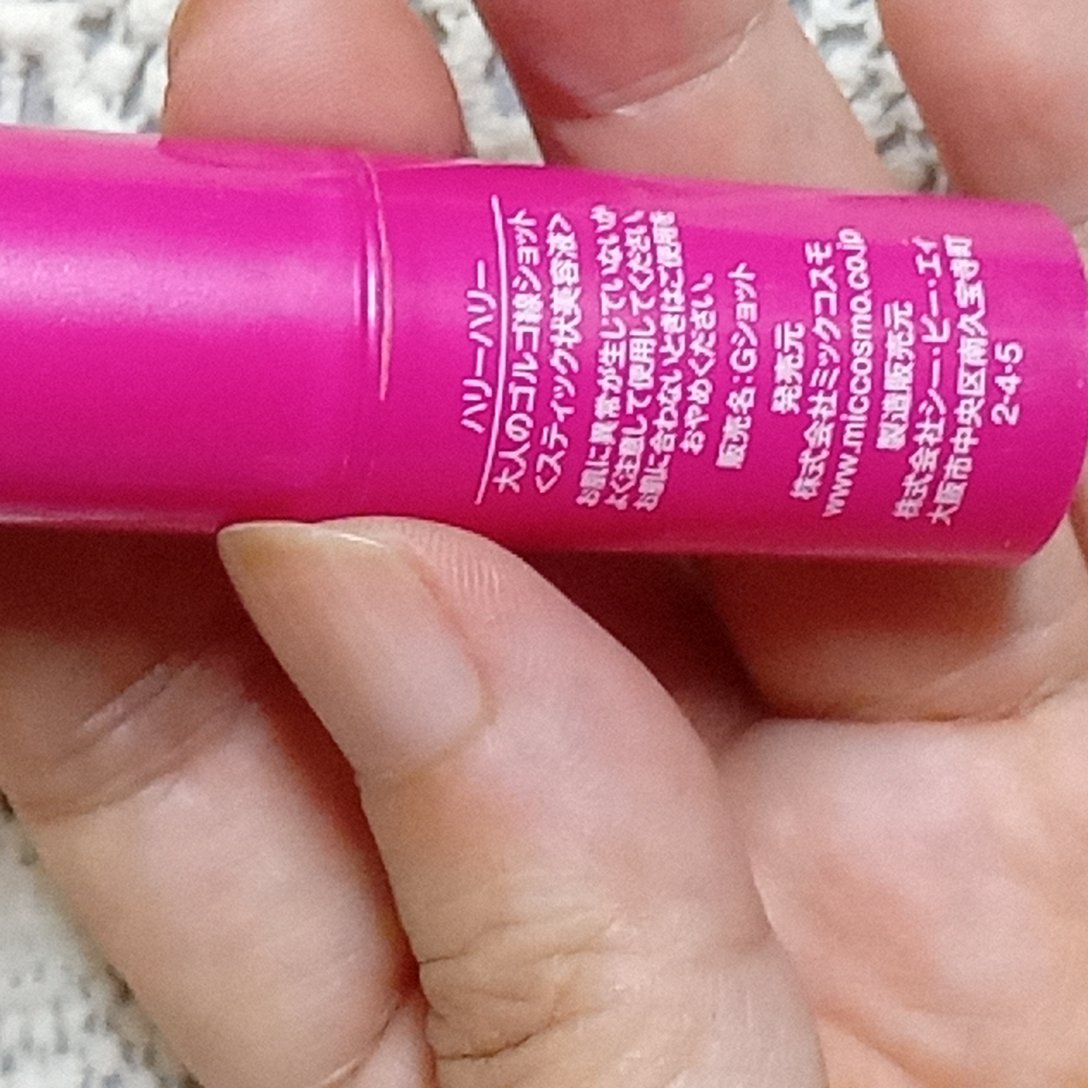 ハリーハリー
大人のゴルゴ線ショット
<スティック状美容液>
お肌に異常が生じていないか
よく注意して使用してください。
お肌に合わないときはご使用を
おやめください。
販売名:Gショット
発売元
株式会社ミックコスモ
www.miccosmo.co.jp
製造販売元
株式会社シー・ビー・エイ
大阪市中央区南久宝寺町
2-4-5